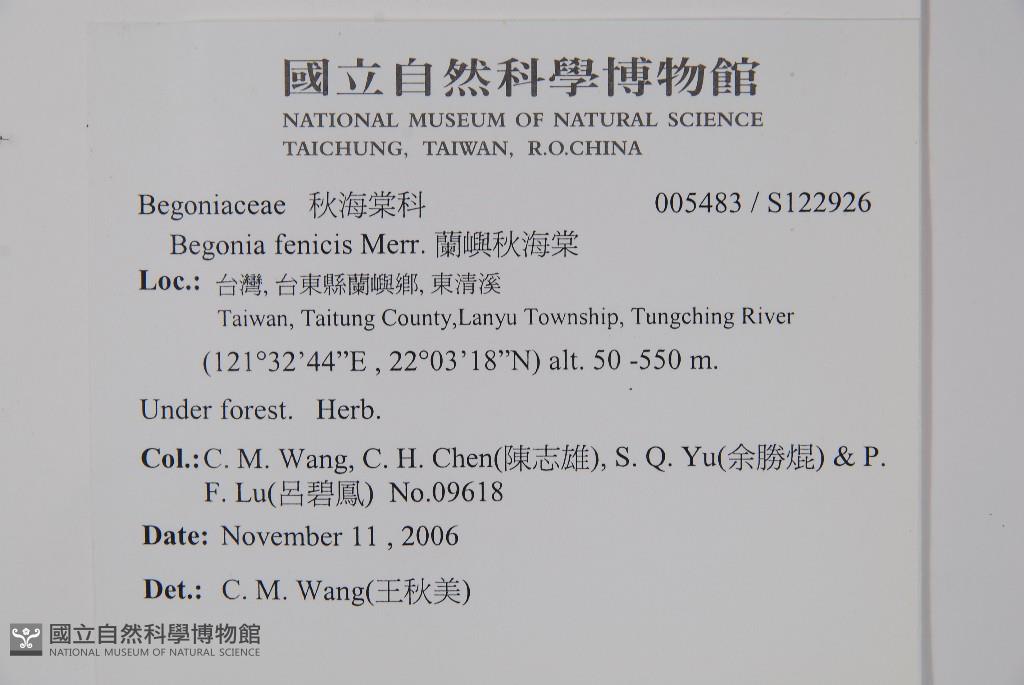 國立自然科學博物館
NATIONAL MUSEUM OF NATURAL SCIENCE
TAICHUNG, TAIWAN, R.O.CHINA
Begoniaceae 秋海棠科 005483 / S122926
Begonia fenicis Merr. 蘭嶼秋海棠
Loc.: 台灣, 台東縣蘭嶼鄉, 東清溪
Taiwan, Taitung County,Lanyu Township, Tungching River
(121°32’44”E , 22°03’18”N) alt. 50 -550 m.
Under forest. Herb.
Col.:C. M. Wang, C. H. Chen(陳志雄), S. Q. Yu(余勝焜) & P.
F. Lu(呂碧鳳) No.09618
Date: November 11 , 2006
Det.: C. M. Wang(王秋美)
國立自然科學博物館
NATIONAL MUSEUM OF NATURAL SCIENCE